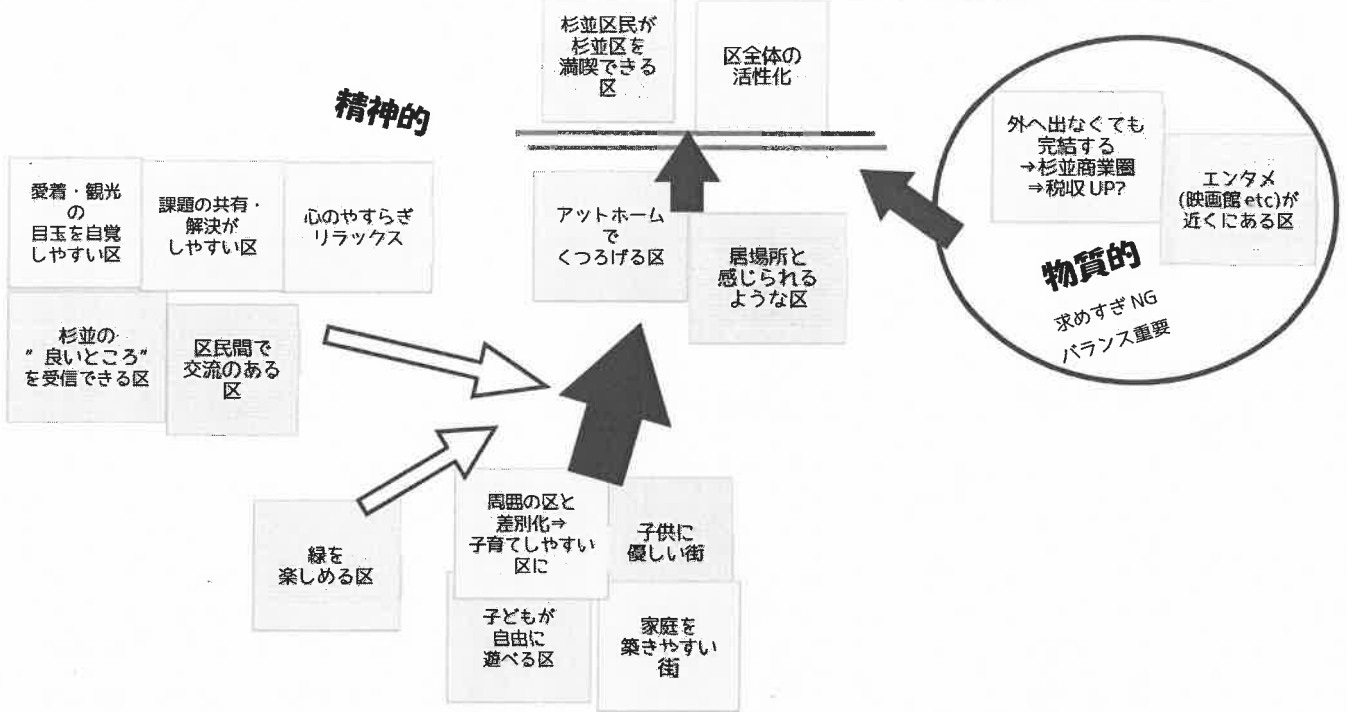 杉並区民が
杉並区を
満喫できる
区
区全体の
活性化
精神的
外へ出なくても
完結する
→杉並商業圏
⇒税収UP?
エンタメ
(映画館etc)が
近くにある区
物質的
求めすぎNG
バランス重要
愛着・観光
の
目玉を自覚
しやすい区
課題の共有・
解決が
しやすい区
心のやすらぎ
リラックス
アットホーム
で
くつろげる区
居場所と
感じられる
ような区
杉並の
”良いところ”
を受信できる区
区民間で
交流のある
区
緑を
楽しめる区
周囲の区と
差別化⇒
子育てしやすい
区に
子供に
優しい街
子どもが
自由に
遊べる区
家庭を
築きやすい
街